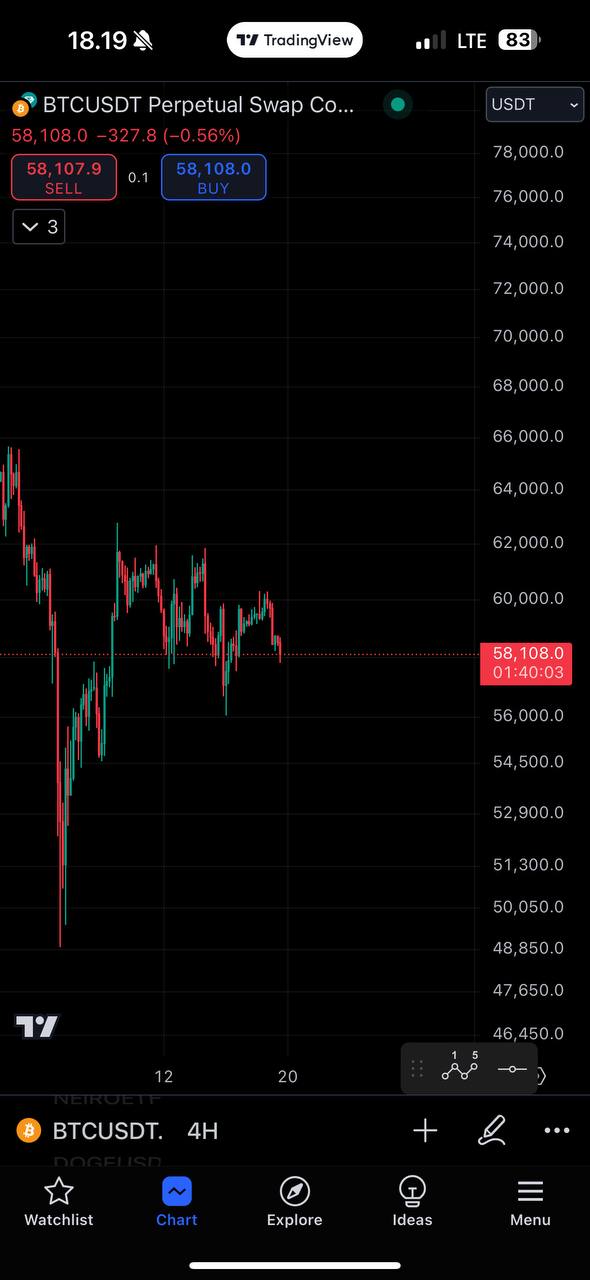 18.19
TradingView
LTE 83
BTCUSDT Perpetual Swap Co...
USDT
58,108.0 −327.8 (−0.56%)
58,107.9
SELL
0.1
58,108.0
BUY
3
78,000.0
76,000.0
74,000.0
72,000.0
70,000.0
68,000.0
66,000.0
64,000.0
62,000.0
60,000.0
58,108.0
01:40:03
56,000.0
54,500.0
52,900.0
51,300.0
50,050.0
48,850.0
47,650.0
46,450.0
1 5
12 20
NEIROETF
BTCUSDT. 4H
DOGEUSD
Watchlist Chart Explore Ideas Menu